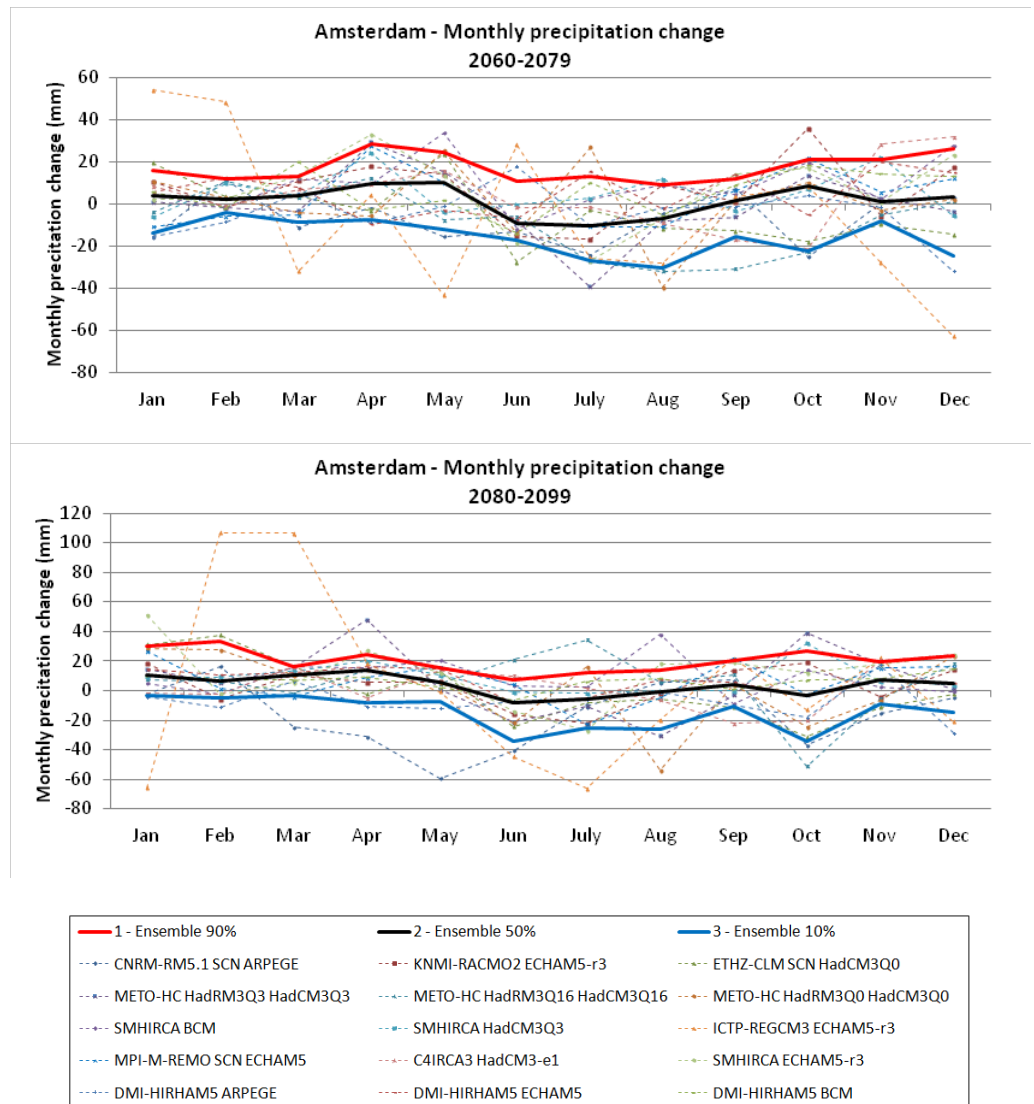 Amsterdam - Monthly precipitation change
2060-2079
Monthly precitation change (mm)
60
40
20
0
-20
-40
-60
-80
Jan Feb Mar Apr May Jun July Aug Sep Oct Nov Dec
Amsterdam - Monthly precipitation change
2080-2099
Monthly precitation change (mm)
120
100
80
60
40
20
0
-20
-40
-60
-80
Jan Feb Mar Apr May Jun July Aug Sep Oct Nov Dec
1 - Ensemble 90% 2 - Ensemble 50% 3 - Ensemble 10%
CNRM-RM5.1 SCN ARPEGE KNMI-RACMO2 ECHAM5-r3 ETHZ-CLM SCN HadCM3Q0
METO-HC HadRM3Q3 HadCM3Q3 METO-HC HadRM3Q16 HadCM3Q16 METO-HC HadRM3Q0 HadCM3Q0
SMHIRCA BCM SMHIRCA HadCM3Q3 ICTP-REGCM3 ECHAM5-r3
MPI-M-REMO SCN ECHAM5 C4IRCA3 HadCM3-e1 SMHIRCA ECHAM5-r3
DMI-HIRHAM5 ARPEGE DMI-HIRHAM5 ECHAM5 DMI-HIRHAM5 BCM